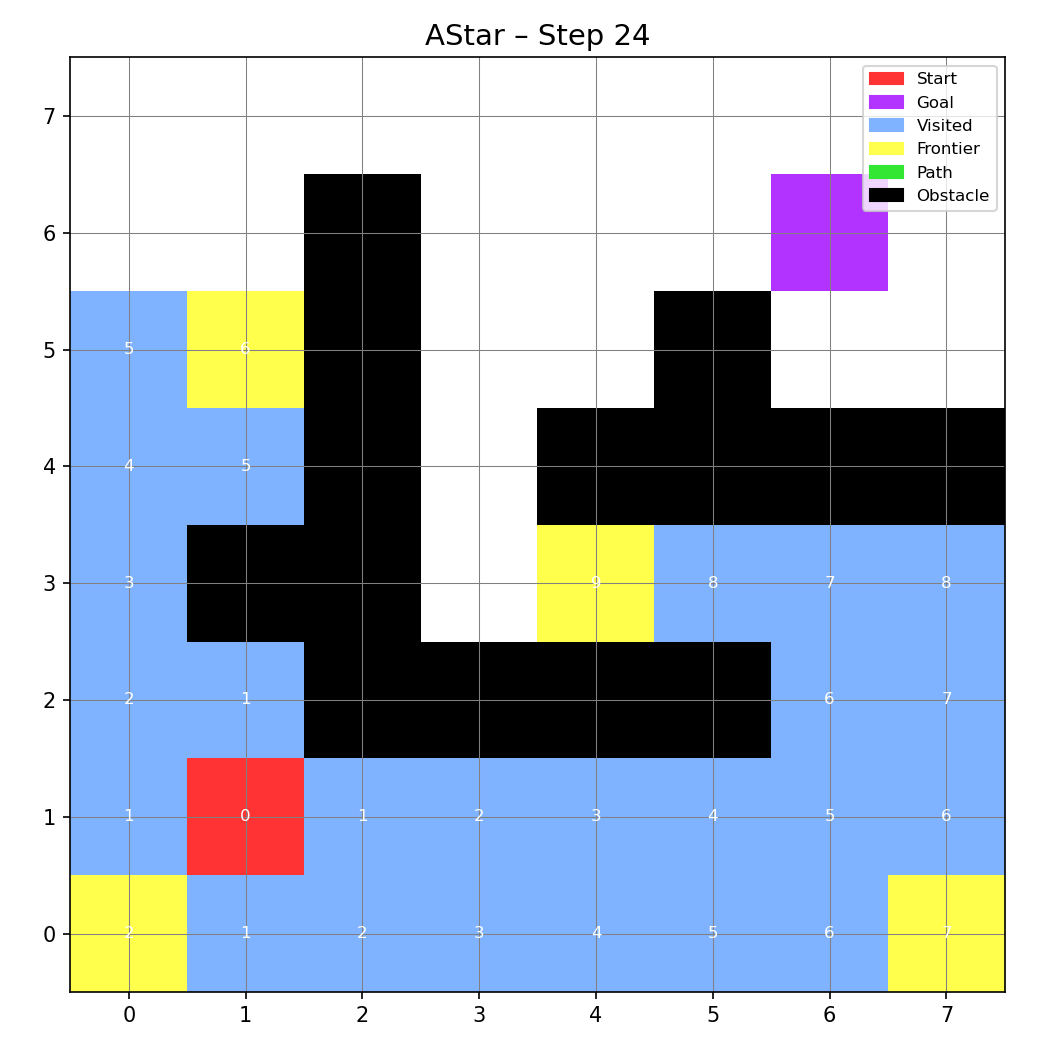 AStar – Step 24
Start
Goal
Visited
Frontier
Path
Obstacle
7
6
5 5 6
4 4 5
3 3 9 8 7 8
2 2 1 6 7
1 1 0 1 2 3 4 5 6
0 2 1 2 3 4 5 6 7
0 1 2 3 4 5 6 7